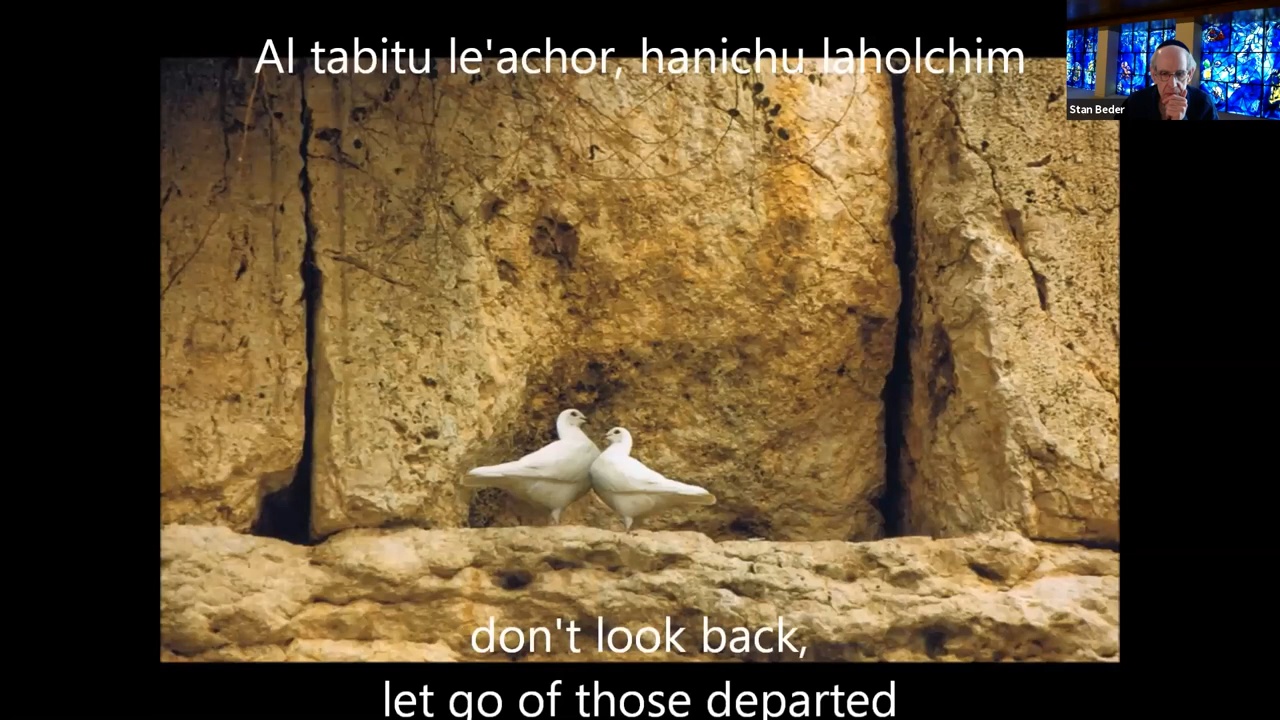 Al tabitu le'achor, hanichu laholchim
Stan Beder
don't look back,
let go of those departed